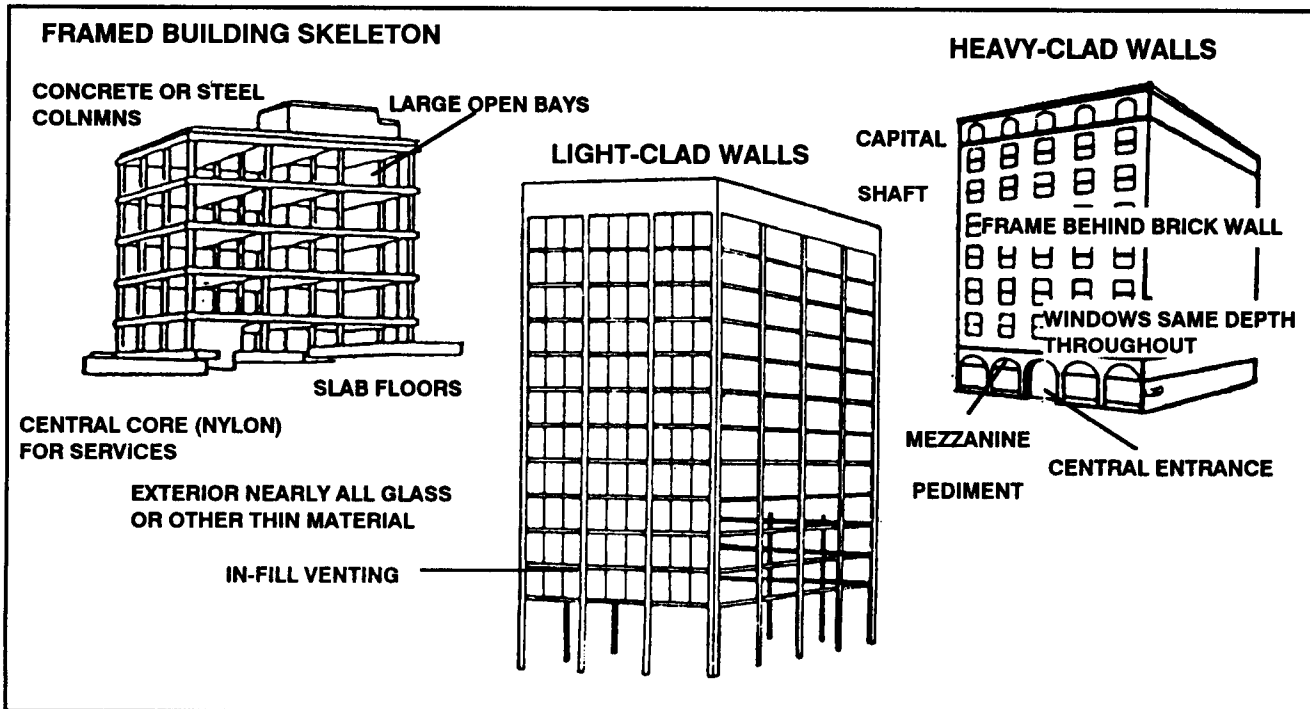 FRAMED BUILDING SKELETON
CONCRETE OR STEEL
COLNMNS
LARGE OPEN BAYS
SLAB FLOORS
CENTRAL CORE (NYLON)
FOR SERVICES
LIGHT-CLAD WALLS
EXTERIOR NEARLY ALL GLASS
OR OTHER THIN MATERIAL
IN-FILL VENTING
HEAVY-CLAD WALLS
CAPITAL
SHAFT
FRAME BEHIND BRICK WALL
WINDOWS SAME DEPTH
THROUGHOUT
MEZZANINE
CENTRAL ENTRANCE
PEDIMENT